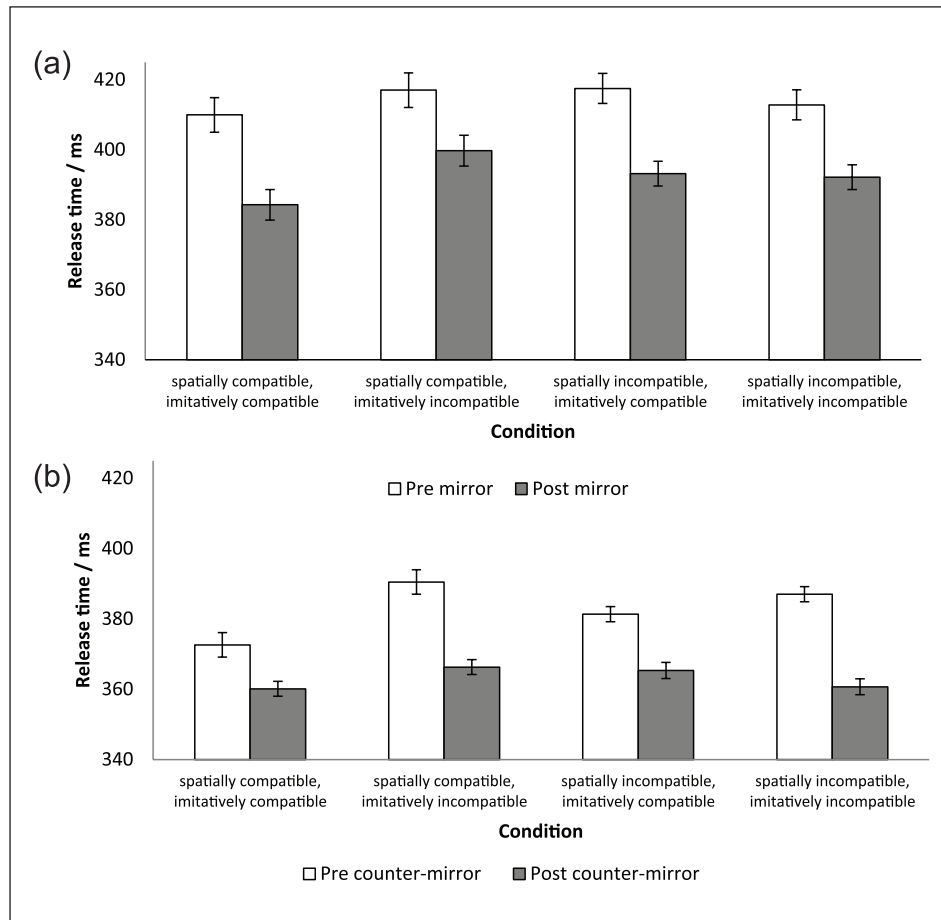 (a)
Release time / ms
420
400
380
360
340
spatially compatible,
imitatively compatible
spatially compatible,
imitatively incompatible
spatially incompatible,
imitatively compatible
spatially incompatible,
imitatively incompatible
Condition
(b)
Pre mirror Post mirror
Release time / ms
420
400
380
360
340
spatially compatible,
imitatively compatible
spatially compatible,
imitatively incompatible
spatially incompatible,
imitatively compatible
spatially incompatible,
imitatively incompatible
Condition
Pre counter-mirror Post counter-mirror